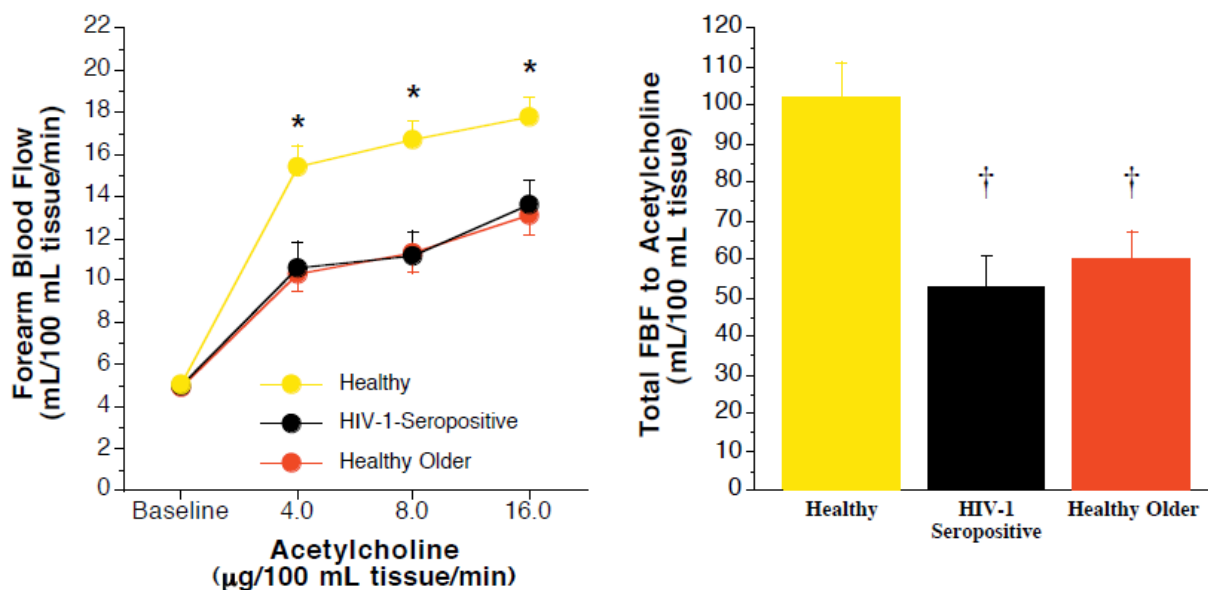 Forearm Blood Flow
(mL/100 mL tissue/min)
22
20
18
16
14
12
10
8
6
4
2
0
*
*
*
Healthy
HIV-1-Seropositive
Healthy Older
Baseline
4.0
8.0
16.0
Acetylcholine
(μg/100 mL tissue/min)
Total FBF to Acetylcholine
(mL/100 mL tissue)
120
110
100
90
80
70
60
50
40
30
20
10
0
†
†
Healthy
HIV-1
Seropositive
Healthy Older